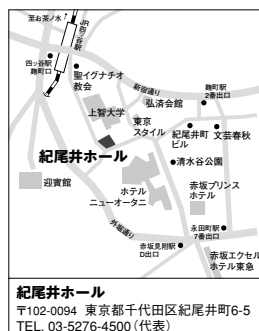 至お茶ノ水
JR四ッ谷駅
四ッ谷駅
麹町口
聖イグナチオ
教会
新宿通り
麹町駅
2番出口
弘済会館
上智大学
東京
スタイル
紀尾井町
ビル
文芸春秋
紀尾井ホール
清水谷公園
迎賓館
ホテル
ニューオータニ
赤坂プリンス
ホテル
外堀通り
永田町駅
7番出口
赤坂見附駅
D出口
赤坂エクセル
ホテル東急
紀尾井ホール
〒102-0094 東京都千代田区紀尾井町6-5
TEL. 03-5276-4500（代表）